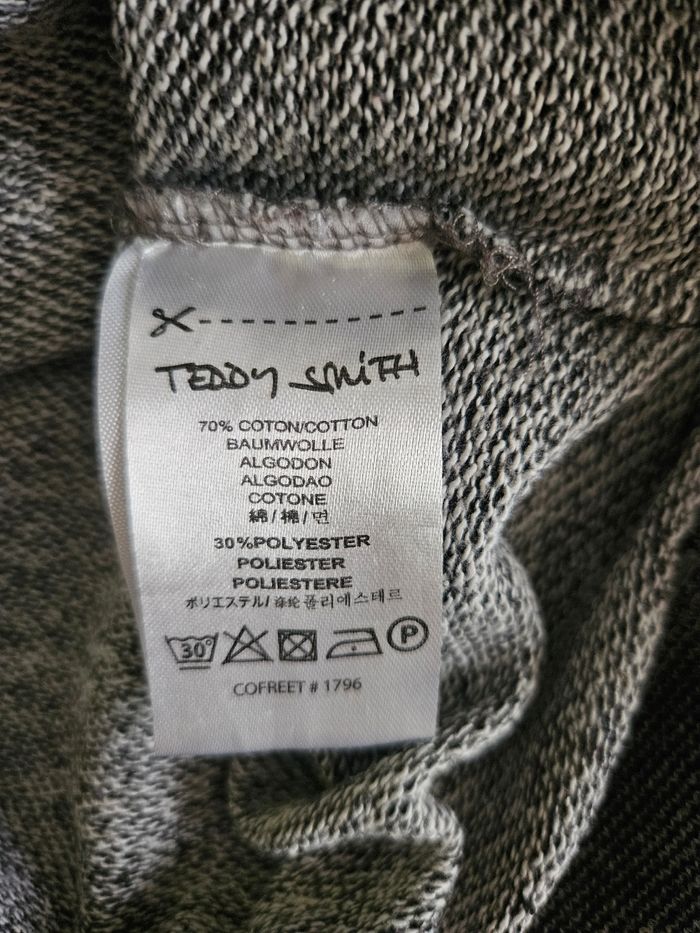 TEDDY SMITH
70% COTON/COTTON
BAUMWOLLE
ALGODON
ALGODAO
COTONE
綿/棉/면
30%POLYESTER
POLIESTER
POLIESTERE
ポリエステル/涤纶 폴리에스테르
30° P
COFREET # 1796